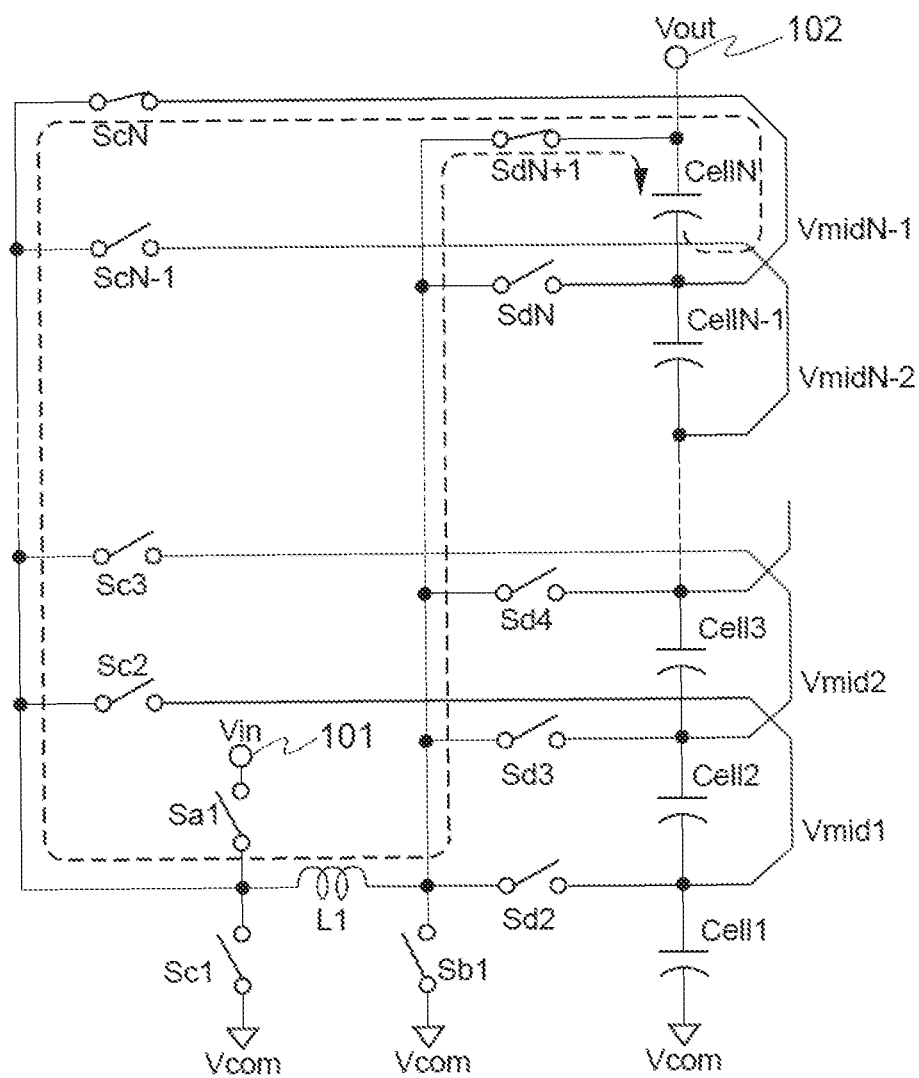 Vout 102
ScN
SdN+1
CellN
VmidN-1
ScN-1
SdN
CellN-1
VmidN-2
Sc3
Sd4
Cell3
Sc2
Vmid2
Vin 101
Sd3
Cell2
Sa1
Vmid1
L1
Sd2
Cell1
Sc1
Sb1
Vcom Vcom Vcom